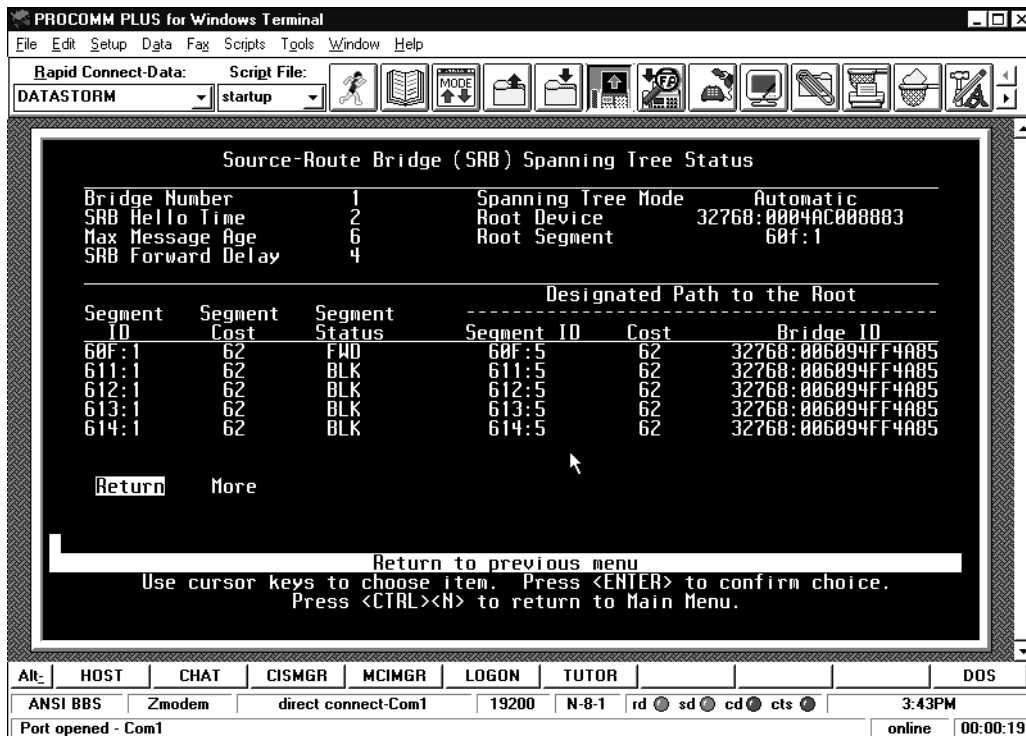 PROCOMM PLUS for Windows Terminal
File Edit Setup Data Fax Scripts Tools Window Help
Rapid Connect-Data: Script File:
DATASTORM startup MODE
Source-Route Bridge (SRB) Spanning Tree Status
Bridge Number 1 Spanning Tree Mode Automatic
SRB Hello Time 2 Root Device 32768:0004AC008883
Max Message Age 6 Root Segment 60f:1
SRB Forward Delay 4
Designated Path to the Root
Segment Segment Segment ----------------------------------------
ID Cost Status Segment ID Cost Bridge ID
60F:1 62 FWD 60F:5 62 32768:006094FF4A85
611:1 62 BLK 611:5 62 32768:006094FF4A85
612:1 62 BLK 612:5 62 32768:006094FF4A85
613:1 62 BLK 613:5 62 32768:006094FF4A85
614:1 62 BLK 614:5 62 32768:006094FF4A85
Return More
Return to previous menu
Use cursor keys to choose item. Press <ENTER> to confirm choice.
Press <CTRL><N> to return to Main Menu.
Alt- HOST CHAT CISMGR MCIMGR LOGON TUTOR DOS
ANSI BBS Zmodem direct connect-Com1 19200 N-8-1 rd sd cd cts 3:43PM
Port opened - Com1 online 00:00:19